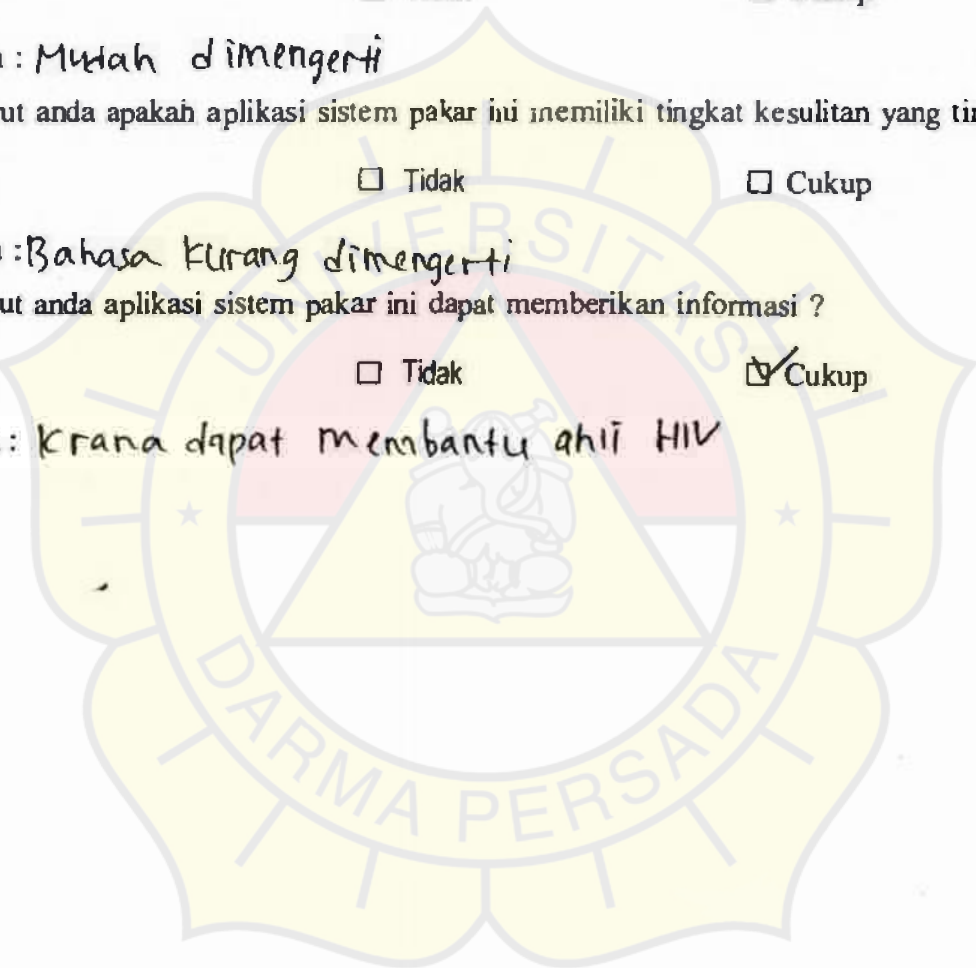 : Mudah dimengerti
ut anda apakah aplikasi sistem pakar ini memiliki tingkat kesulitan yang tin
☐ Tidak ☐ Cukup
: Bahasa kurang dimengerti
ut anda aplikasi sistem pakar ini dapat memberikan informasi ?
☐ Tidak ☑ Cukup
: Krana dapat membantu ahli HIV
UNIVERSITAS
DARMA PERSADA